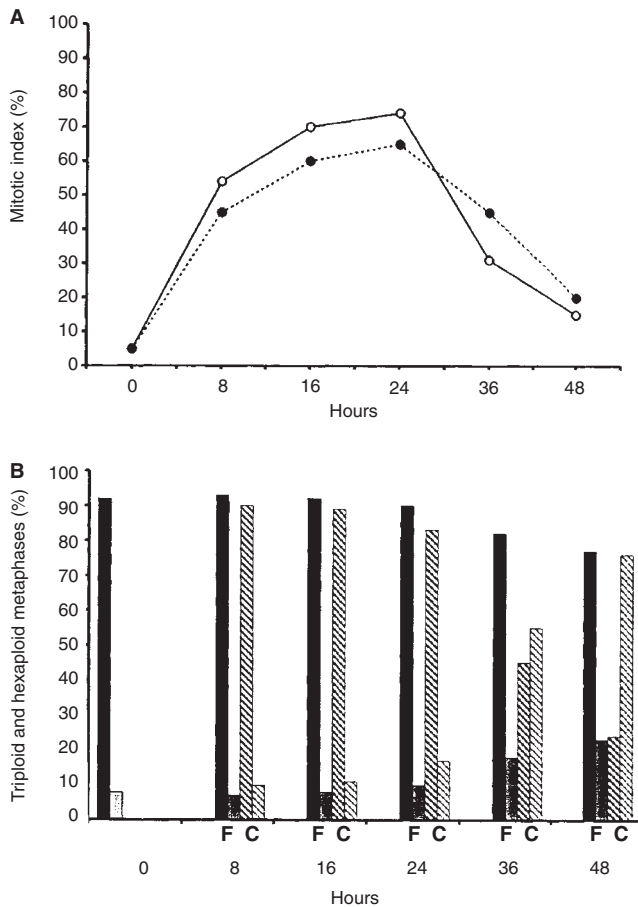 A
Mitotic index (%)
100
90
80
70
60
50
40
30
20
10
0
0 8 16 24 36 48
Hours
B
Triploid and hexaploid metaphases (%)
100
90
80
70
60
50
40
30
20
10
0
F C F C F C F C F C
0 8 16 24 36 48
Hours